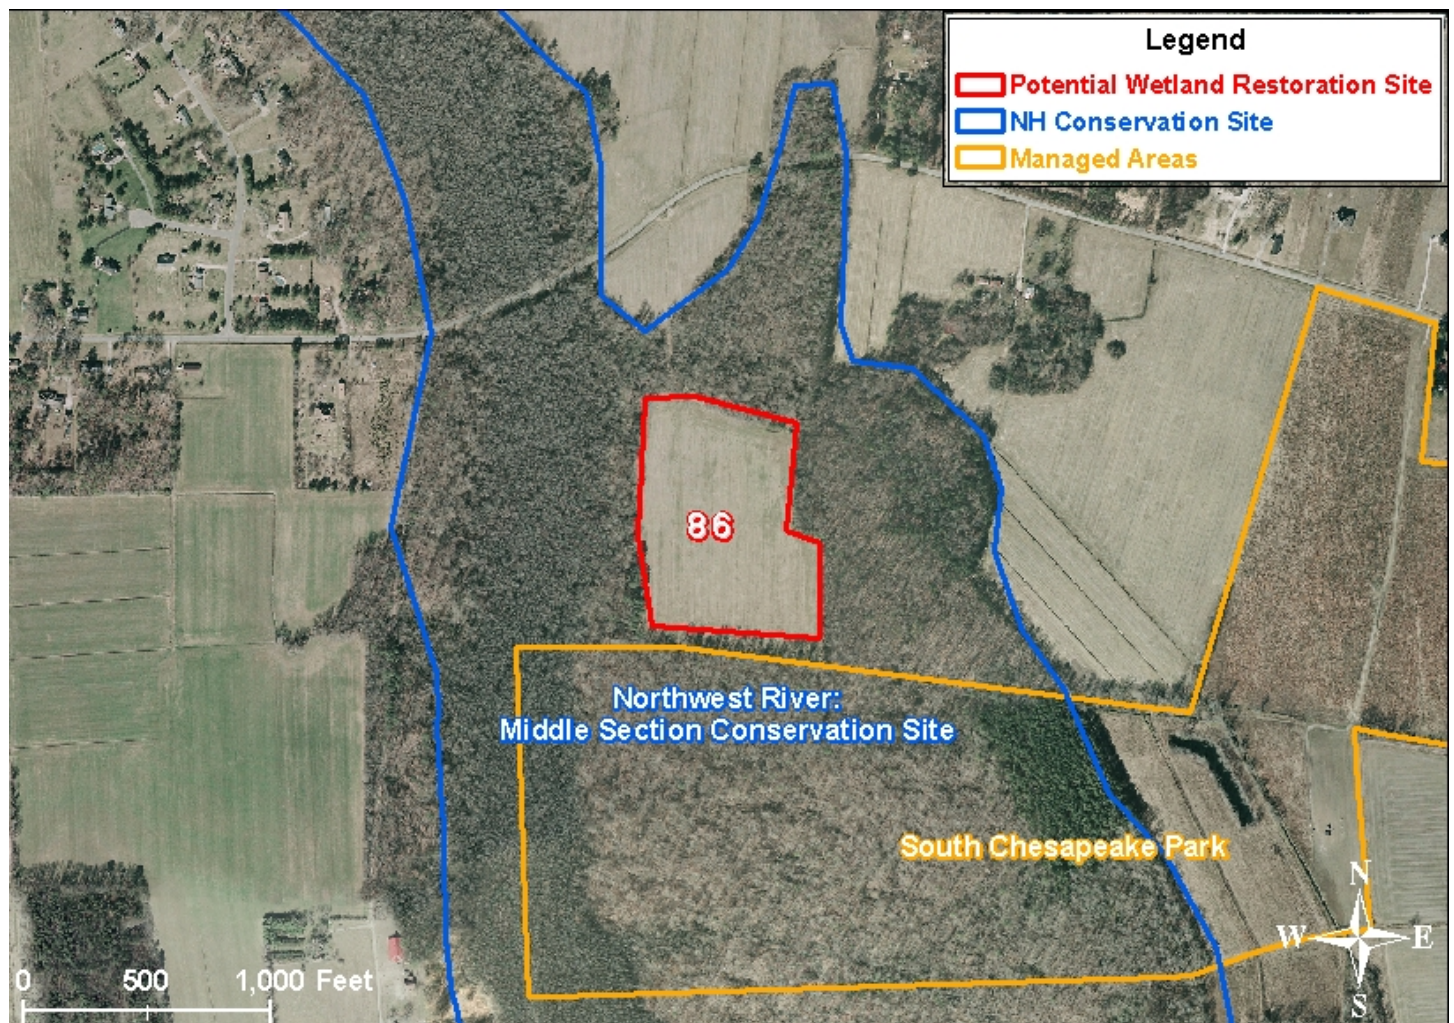 Legend
Potential Wetland Restoration Site
NH Conservation Site
Managed Areas
86
Northwest River:
Middle Section Conservation Site
South Chesapeake Park
N
W E
S
0 500 1,000 Feet